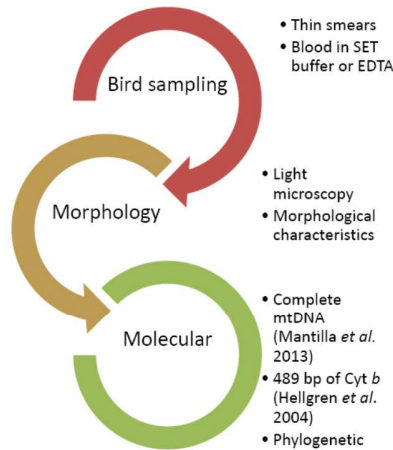 Bird sampling
• Thin smears
• Blood in SET
buffer or EDTA
Morphology
• Light
microscopy
• Morphological
characteristics
Molecular
• Complete
mtDNA
(Mantilla et al.
2013)
• 489 bp of Cyt b
(Hellgren et al.
2004)
• Phylogenetic